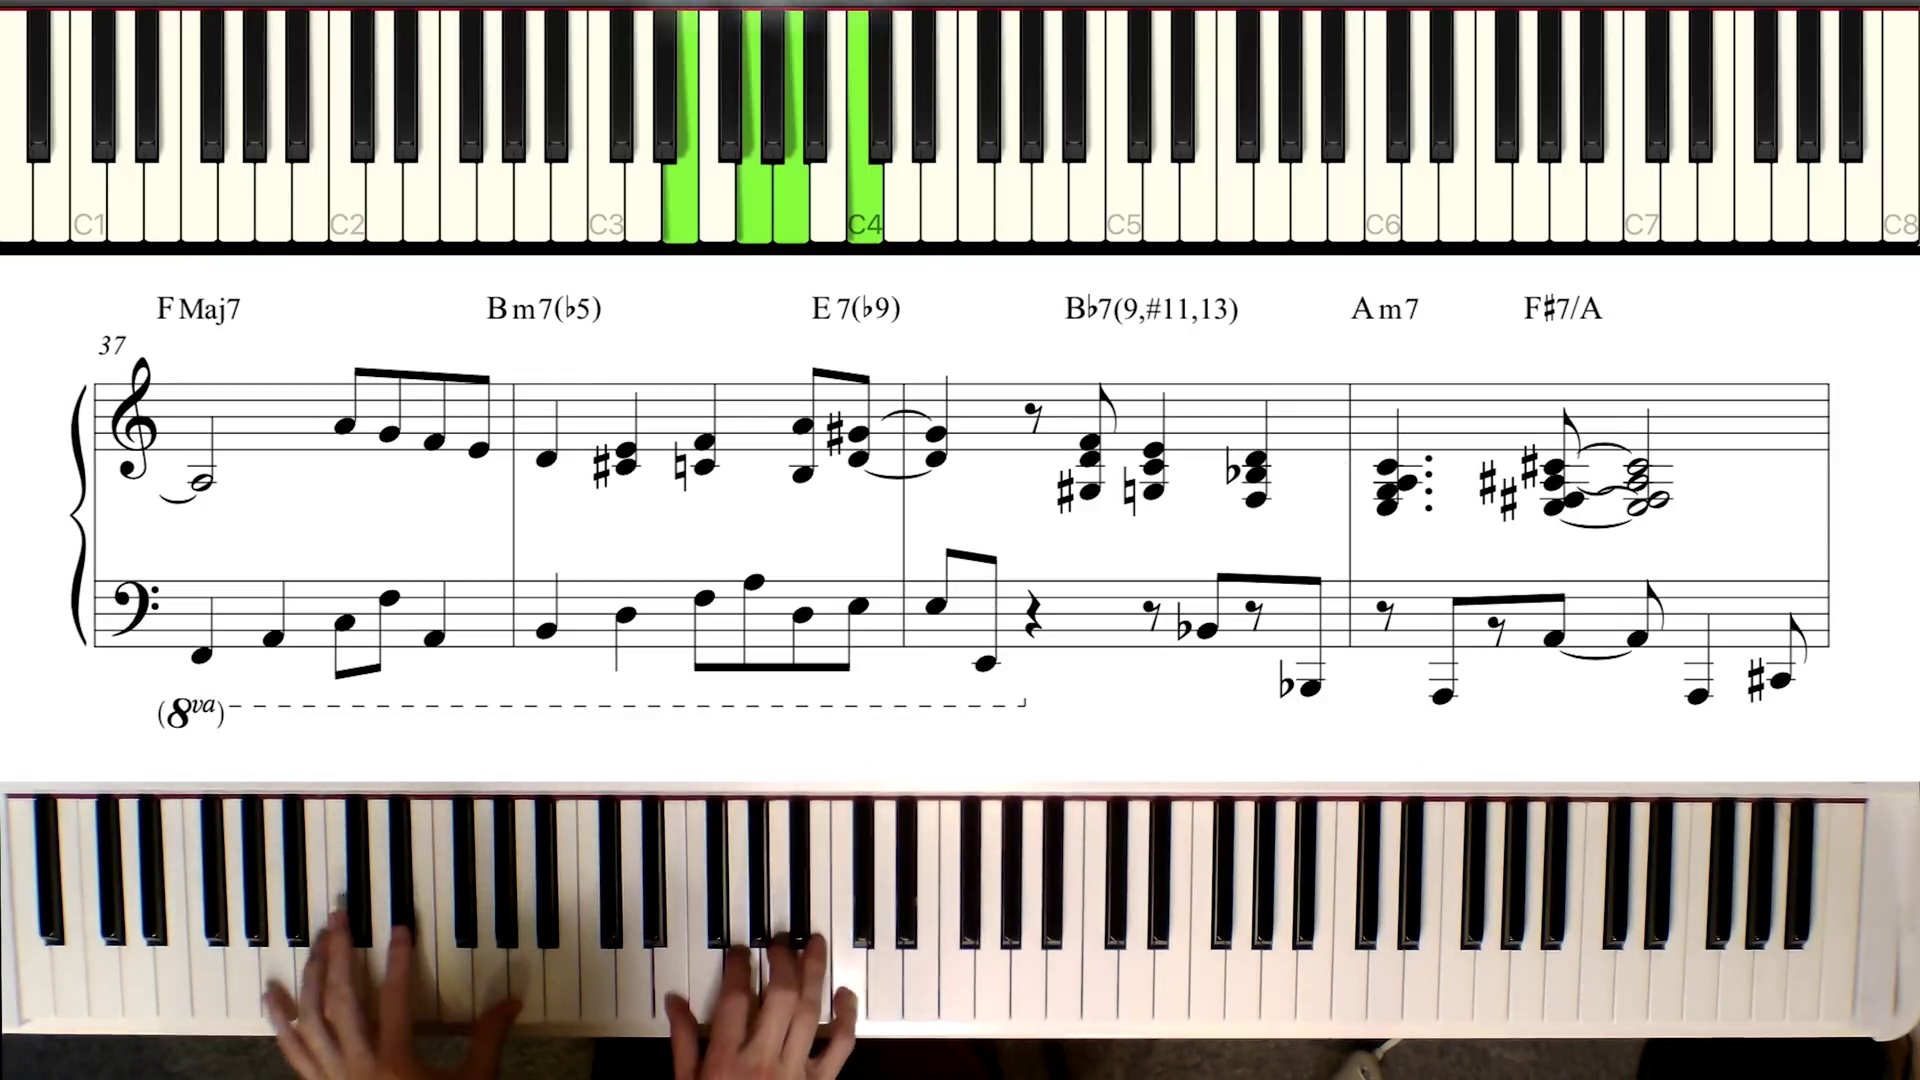 C1 C2 C3 C4 C5 C6 C7 C8
F Maj7 B m7(♭5) E 7(♭9) B♭7(9,#11,13) A m7 F♯7/A
37
(8va)